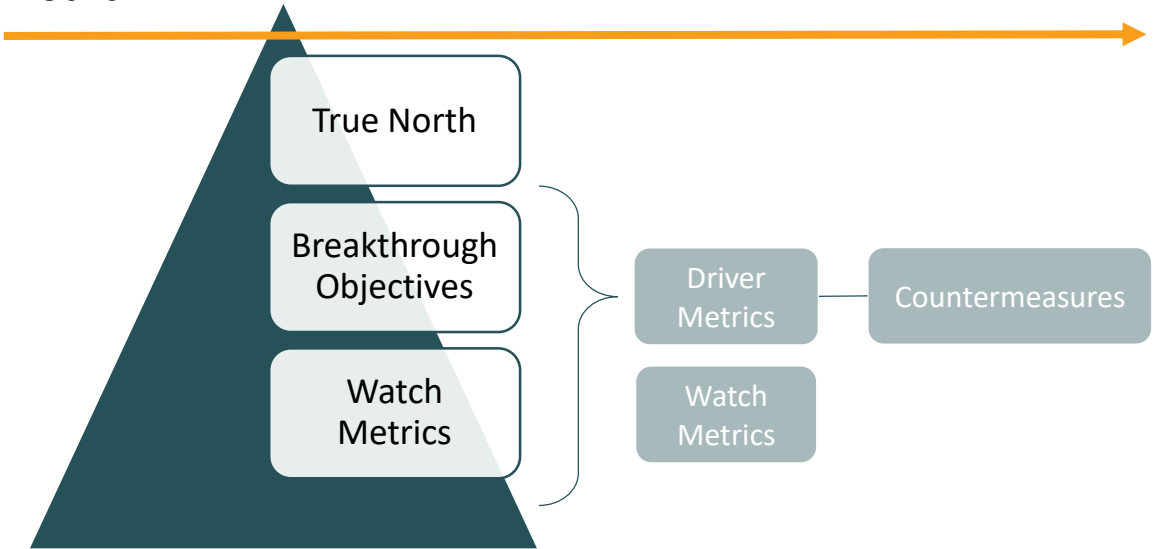 True North
Breakthrough
Objectives
Watch
Metrics
Driver
Metrics
Countermeasures
Watch
Metrics